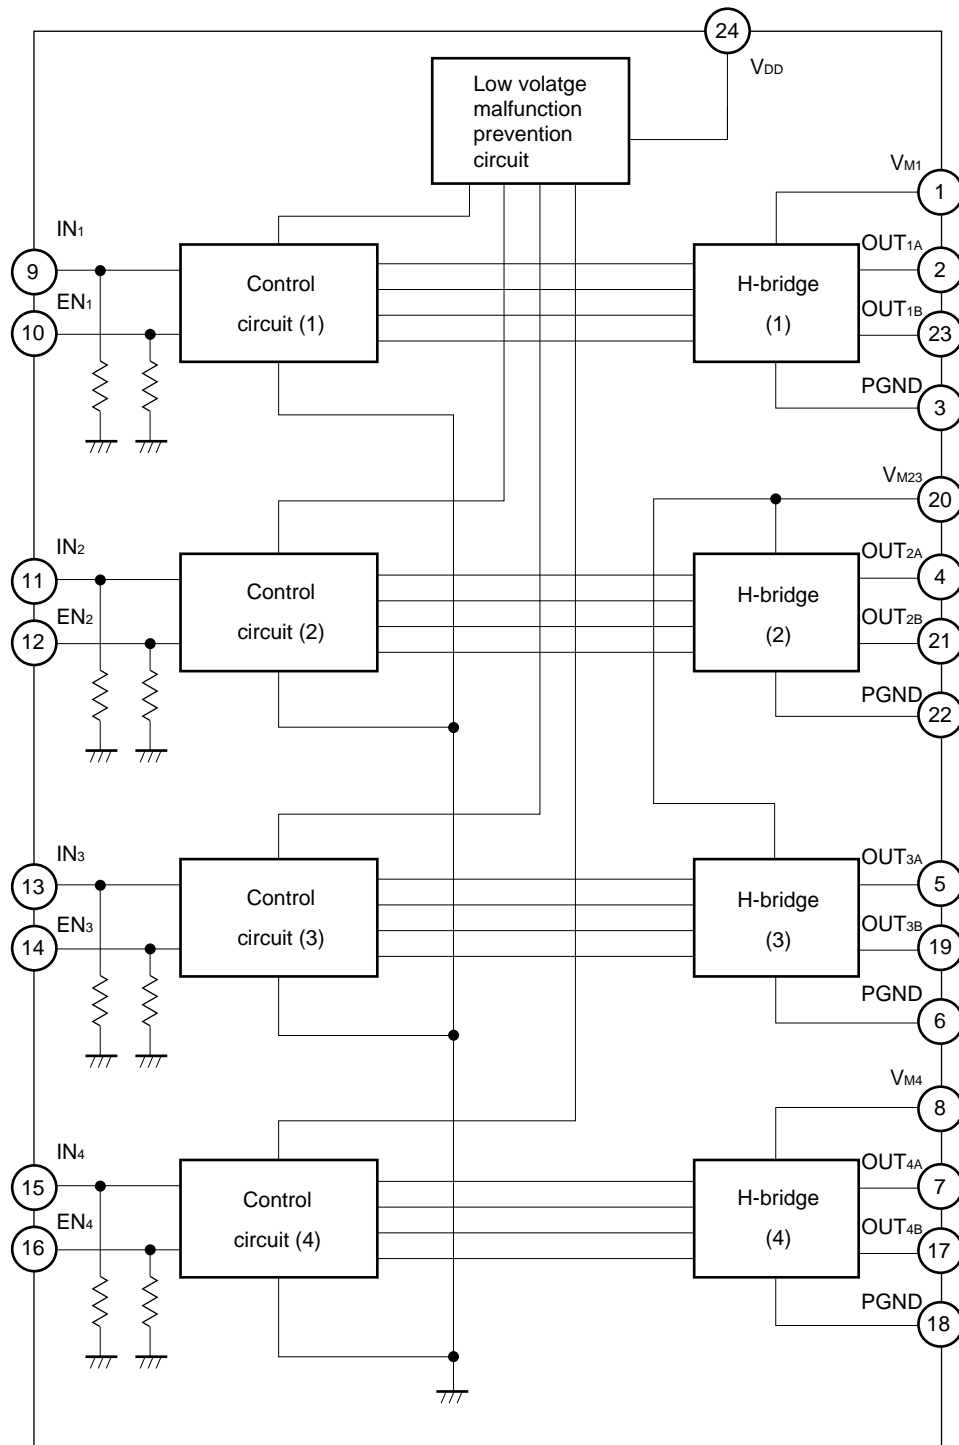 24
VDD
Low volatge
malfunction
prevention
circuit
VM1
1
IN1
9
EN1
10
Control
circuit (1)
H-bridge
(1)
OUT1A
2
OUT1B
23
PGND
3
VM23
20
IN2
11
EN2
12
Control
circuit (2)
H-bridge
(2)
OUT2A
4
OUT2B
21
PGND
22
IN3
13
EN3
14
Control
circuit (3)
H-bridge
(3)
OUT3A
5
OUT3B
19
PGND
6
VM4
8
IN4
15
EN4
16
Control
circuit (4)
H-bridge
(4)
OUT4A
7
OUT4B
17
PGND
18